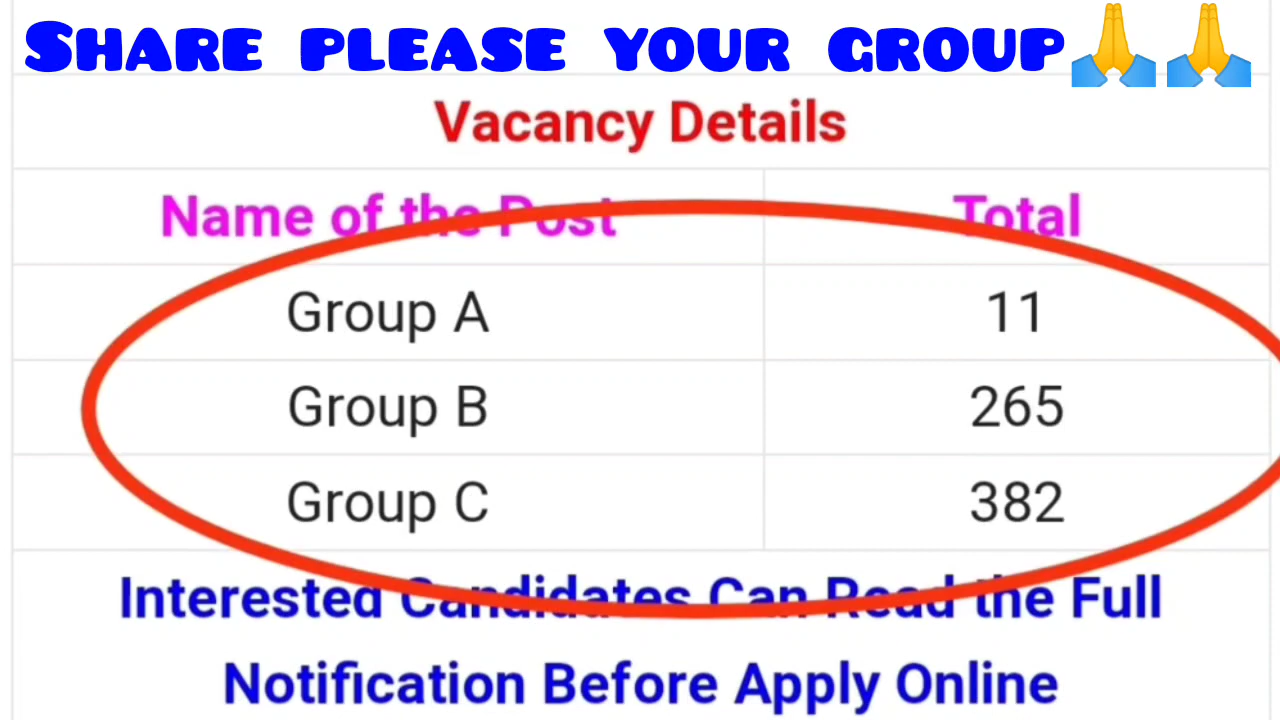 Share please your group🙏🙏
Vacancy Details
Name of the Post Total
Group A 11
Group B 265
Group C 382
Interested Candidates Can Read the Full
Notification Before Apply Online